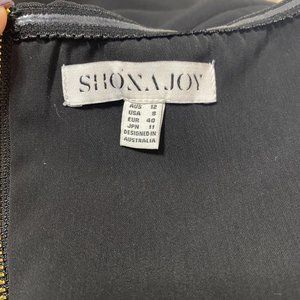 SHONA JOY
AUS 12
USA 8
EUR 40
JPN 11
DESIGNED IN
AUSTRALIA